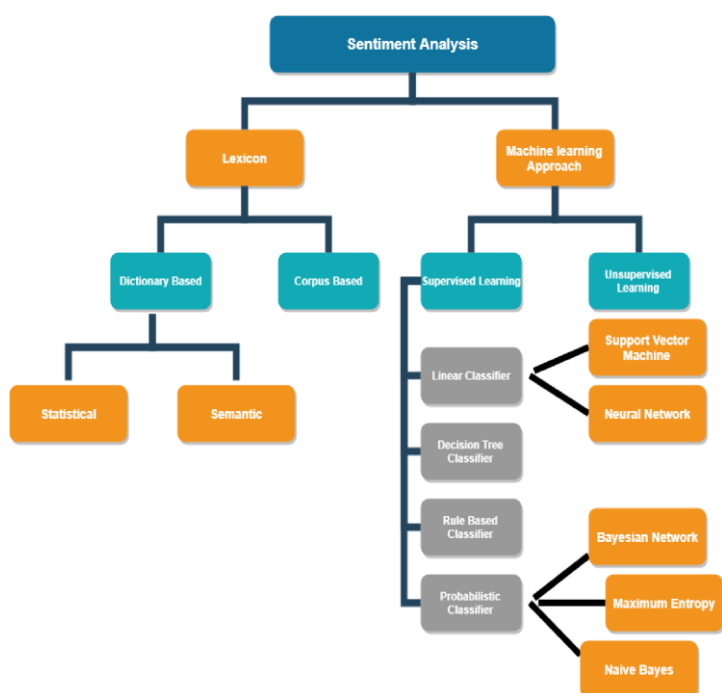 Sentiment Analysis
Lexicon
Machine learning
Approach
Dictionary Based
Corpus Based
Supervised Learning
Unsupervised
Learning
Statistical
Semantic
Linear Classifier
Support Vector
Machine
Neural Network
Decision Tree
Classifier
Rule Based
Classifier
Probabilistic
Classifier
Bayesian Network
Maximum Entropy
Naive Bayes